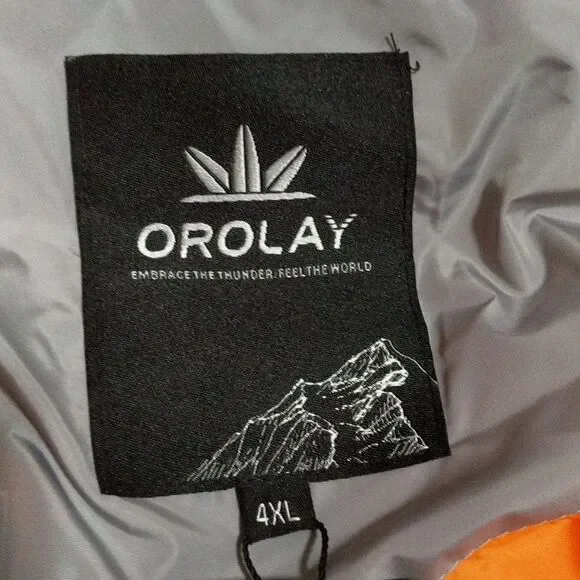 OROLAY
EMBRACE THE THUNDER. FEEL THE WORLD
4XL